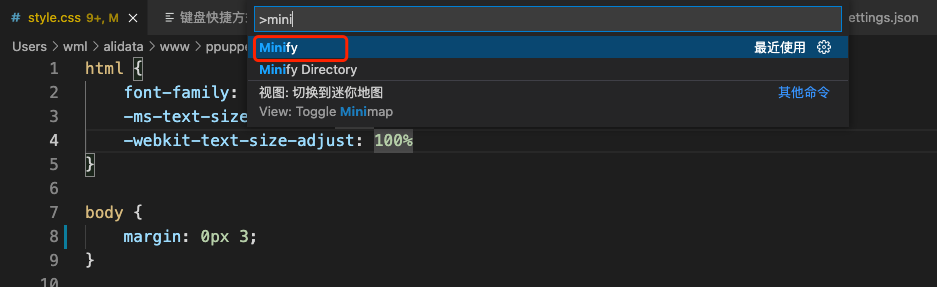 # style.css 9+, M ×
键盘快捷方
ettings.json
>mini
Minify 最近使用
Minify Directory
视图: 切换到迷你地图 其他命令
View: Toggle Minimap
Users > wml > alidata > www > ppuppe
1 html {
2 font-family:
3 -ms-text-size
4 -webkit-text-size-adjust: 100%
5 }
6
7 body {
8 margin: 0px 3;
9 }
10